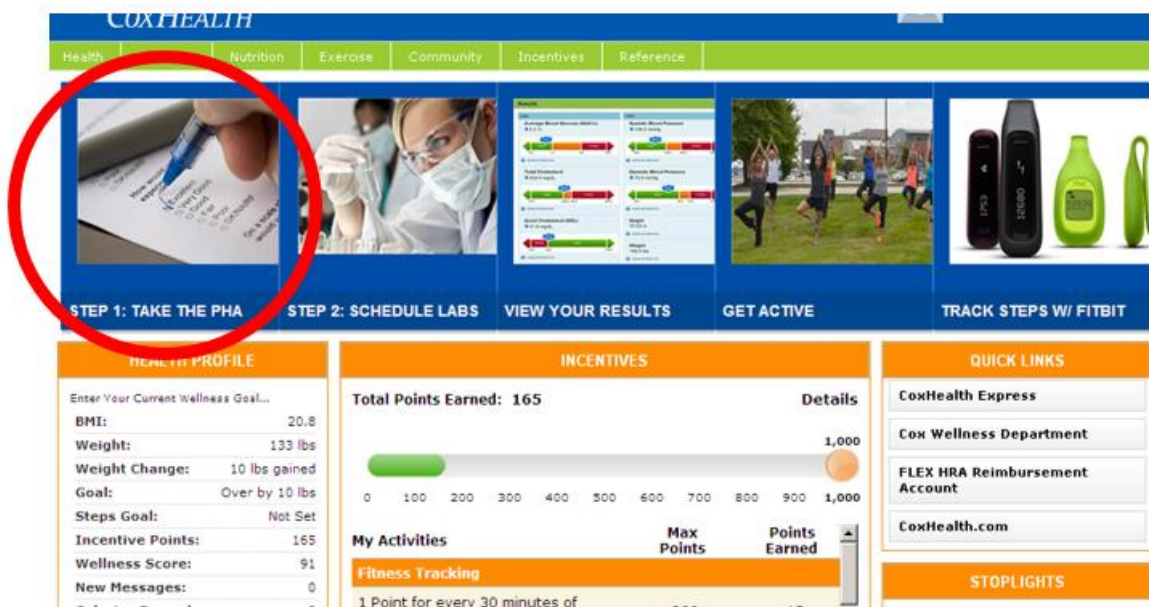 COXHEALTH
Health
Nutrition
Exercise
Community
Incentives
Reference
STEP 1: TAKE THE PHA
STEP 2: SCHEDULE LABS
VIEW YOUR RESULTS
GET ACTIVE
TRACK STEPS W/ FITBIT
HEALTH PROFILE
Enter Your Current Wellness Goal...
BMI: 20.8
Weight: 133 lbs
Weight Change: 10 lbs gained
Goal: Over by 10 lbs
Steps Goal: Not Set
Incentive Points: 165
Wellness Score: 91
New Messages: 0
INCENTIVES
Total Points Earned: 165 Details
1,000
0 100 200 300 400 500 600 700 800 900 1,000
My Activities Max Points Points Earned
Fitness Tracking
1 Point for every 30 minutes of
QUICK LINKS
CoxHealth Express
Cox Wellness Department
FLEX HRA Reimbursement
Account
CoxHealth.com
STOPLIGHTS